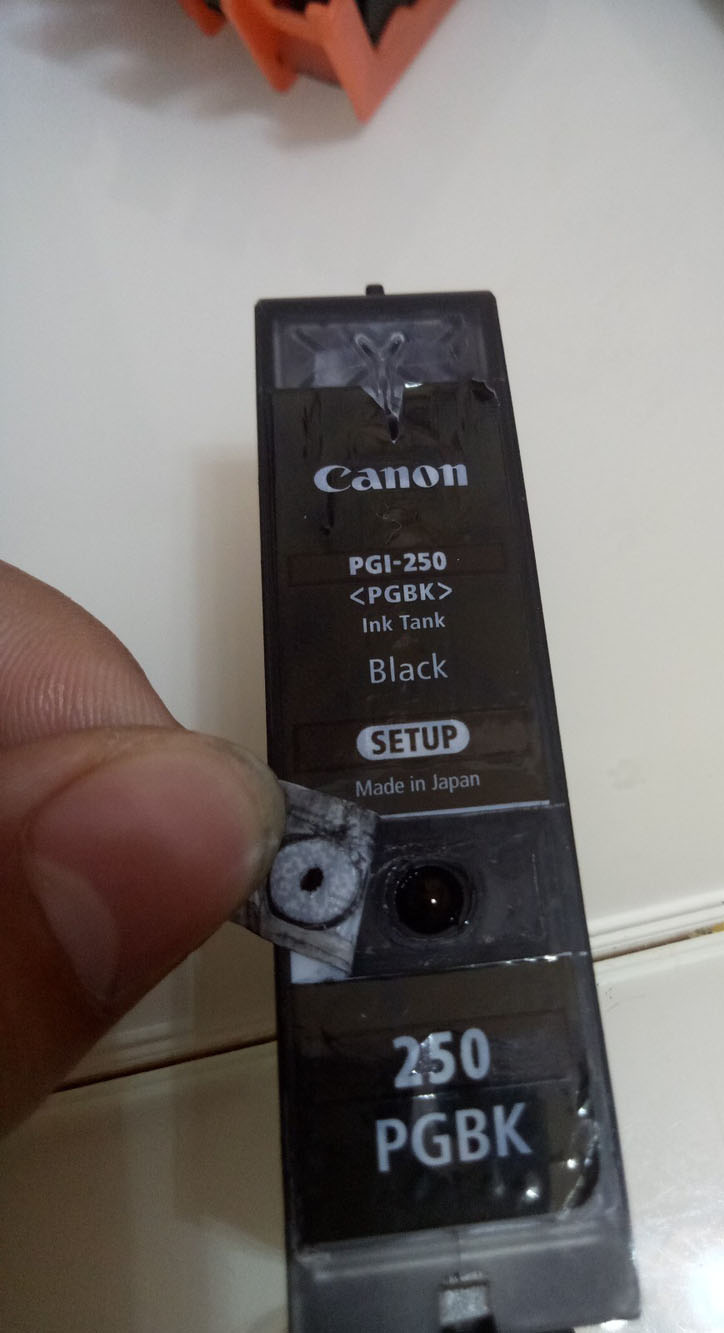 Canon
PGI-250
<PGBK>
Ink Tank
Black
SETUP
Made in Japan
250
PGBK